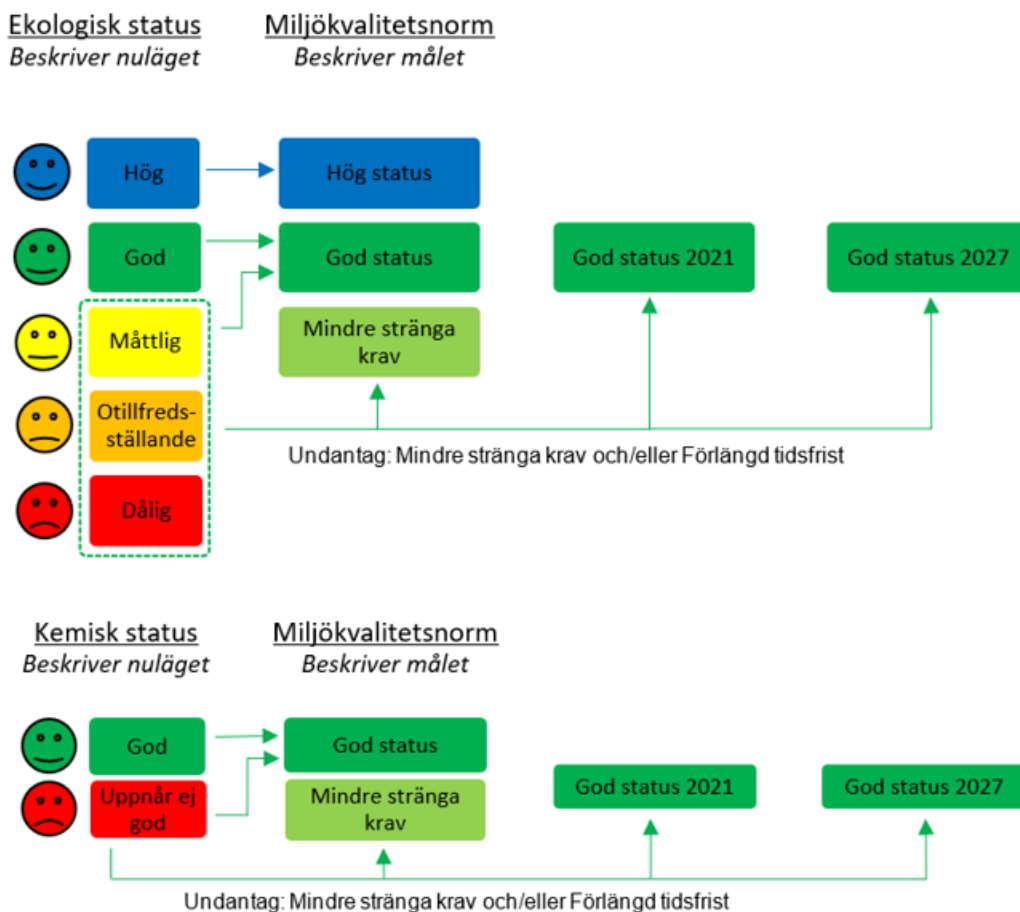 Ekologisk status
Beskriver nuläget
Miljökvalitetsnorm
Beskriver målet
Hög
Hög status
God
God status
God status 2021
God status 2027
Måttlig
Mindre stränga
krav
Otillfreds-
ställande
Undantag: Mindre stränga krav och/eller Förlängd tidsfrist
Dålig
Kemisk status
Beskriver nuläget
Miljökvalitetsnorm
Beskriver målet
God
God status
Uppnår ej
god
Mindre stränga
krav
God status 2021
God status 2027
Undantag: Mindre stränga krav och/eller Förlängd tidsfrist